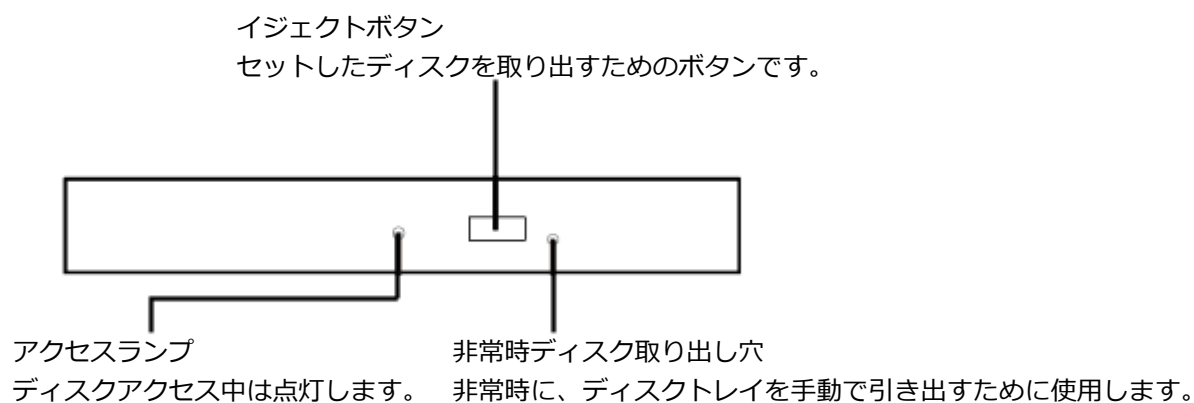 イジェクトボタン
セットしたディスクを取り出すためのボタンです。
アクセスランプ
ディスクアクセス中は点灯します。
非常時ディスク取り出し穴
非常時に、ディスクトレイを手動で引き出すために使用します。